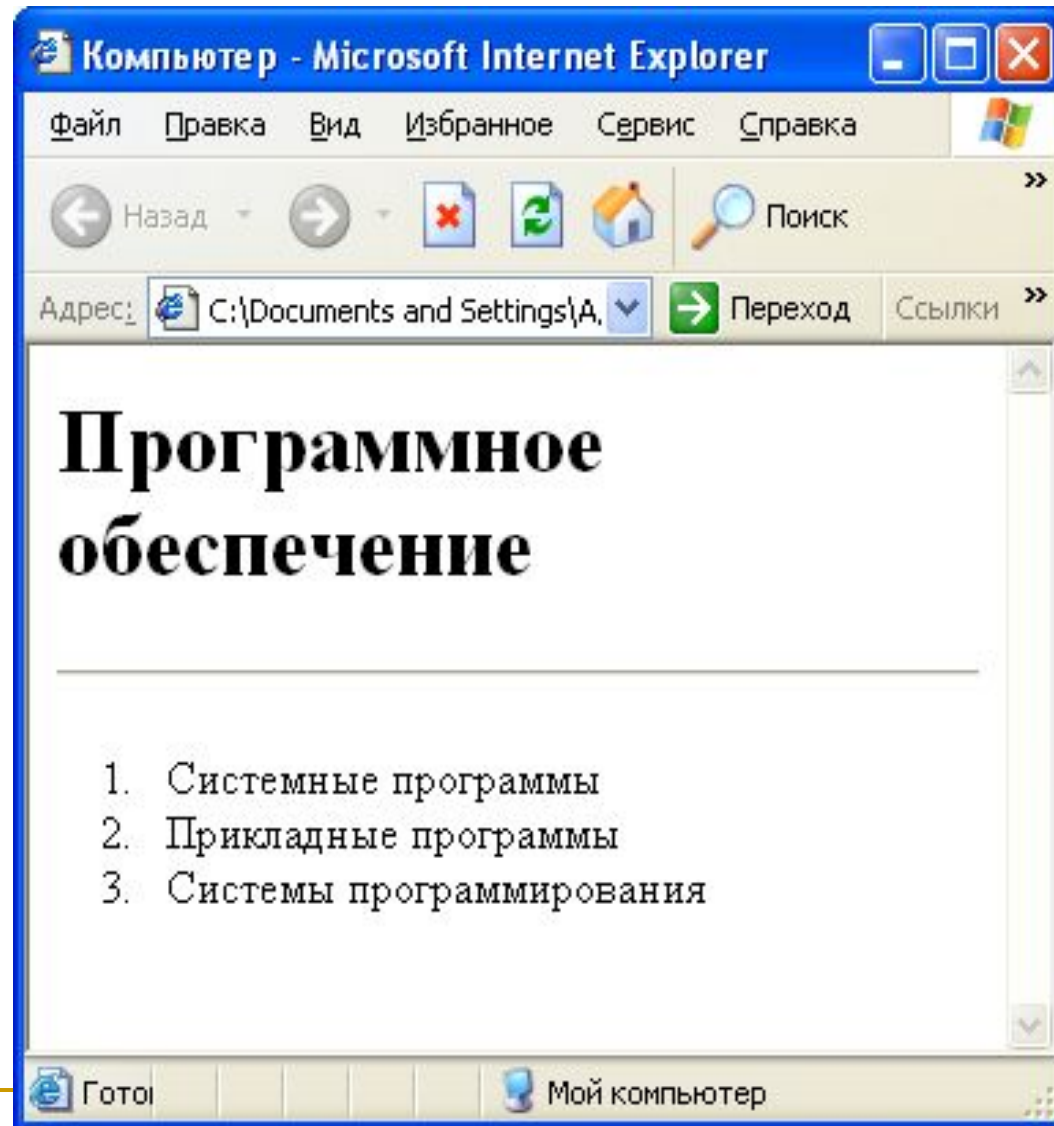 Компьютер - Microsoft Internet Explorer
Файл Правка Вид Избранное Сервис Справка
Назад Поиск »
Адрес: C:\Documents and Settings\A, Переход Ссылки »
Программное
обеспечение
1. Системные программы
2. Прикладные программы
3. Системы программирования
Гото Мой компьютер